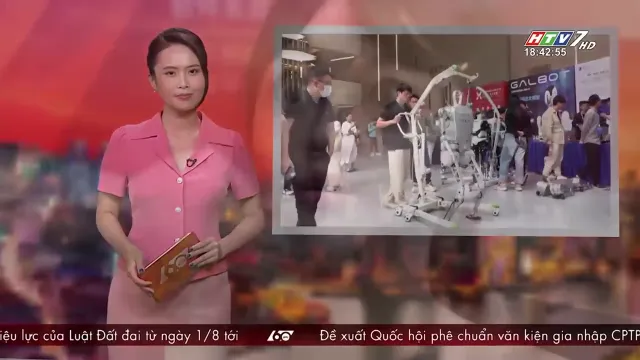 HTV7 HD
18:42:55
GALBOT
iệu lực của Luật Đất đai từ ngày 1/8 tới 60 Đề xuất Quốc hội phê chuẩn văn kiện gia nhập CPTP